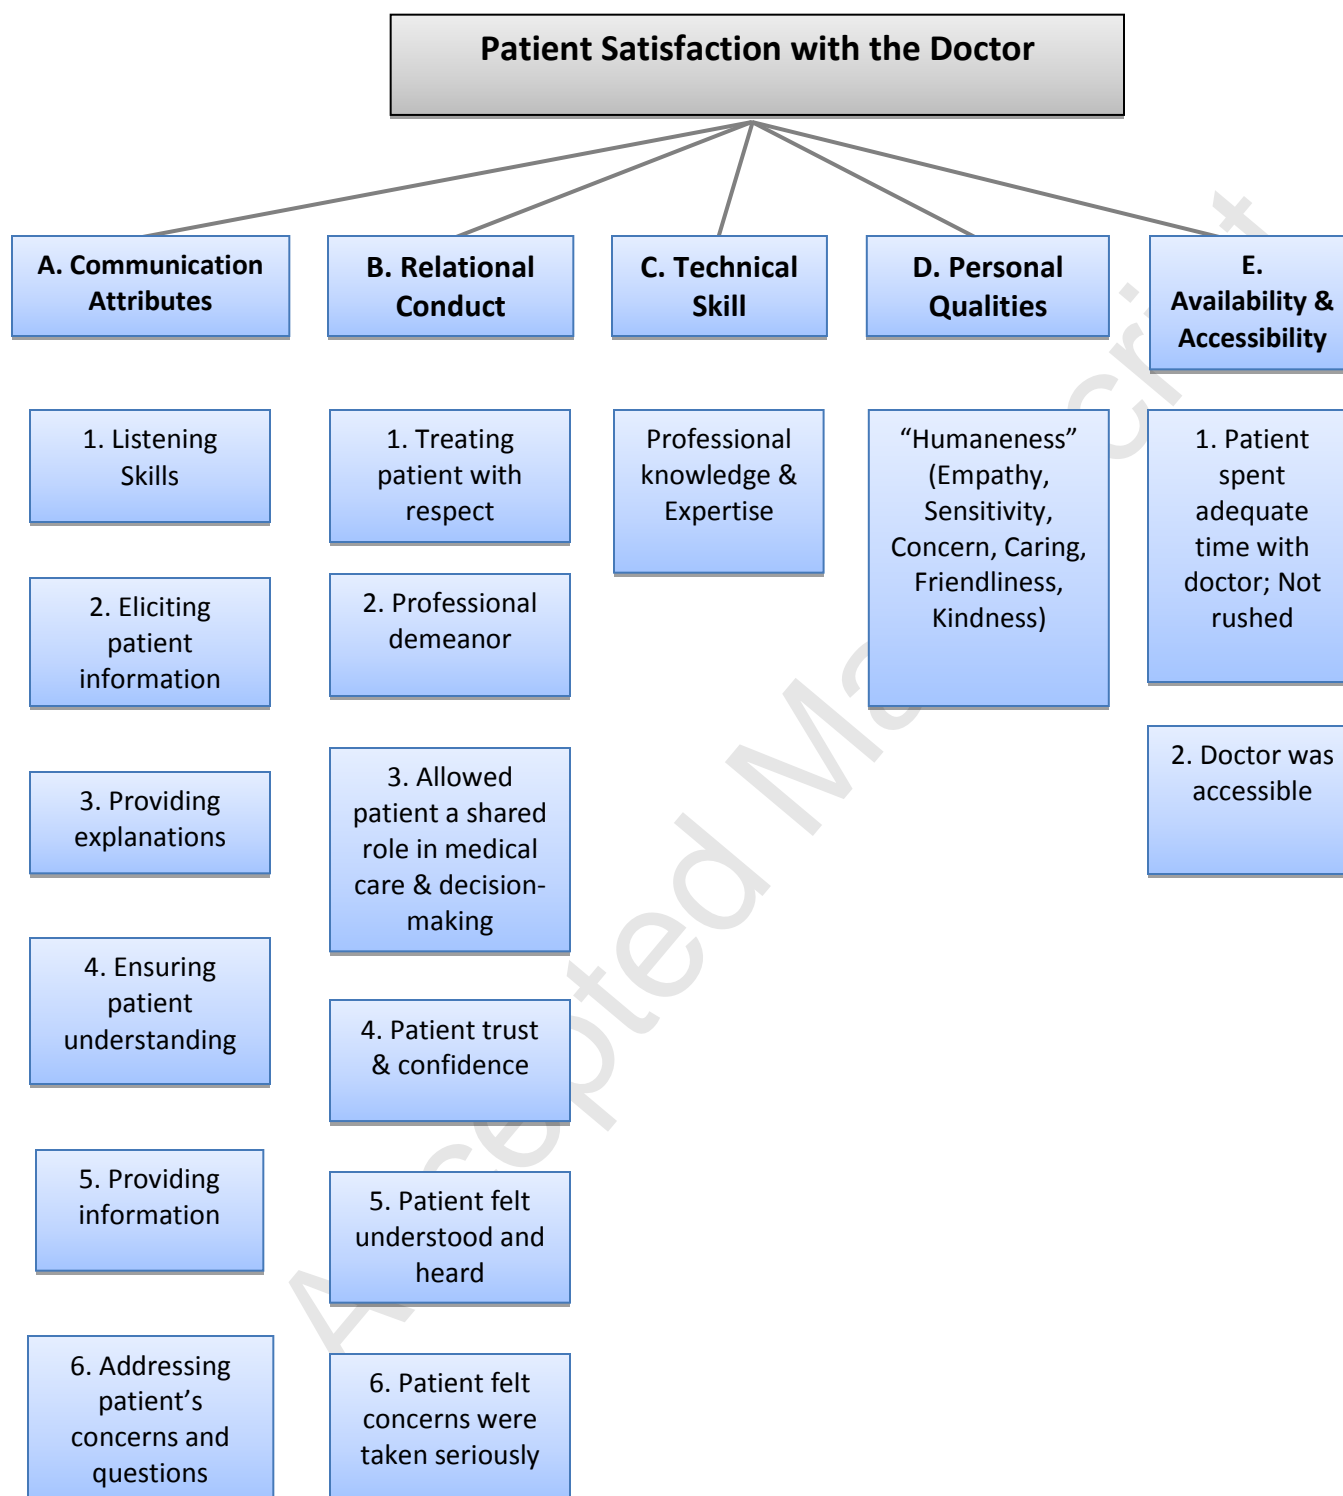 Patient Satisfaction with the Doctor
A. Communication
Attributes
B. Relational
Conduct
C. Technical
Skill
D. Personal
Qualities
E.
Availability &
Accessibility
1. Listening
Skills
2. Eliciting
patient
information
3. Providing
explanations
4. Ensuring
patient
understanding
5. Providing
information
6. Addressing
patient’s
concerns and
questions
1. Treating
patient with
respect
2. Professional
demeanor
3. Allowed
patient a shared
role in medical
care & decision-
making
4. Patient trust
& confidence
5. Patient felt
understood and
heard
6. Patient felt
concerns were
taken seriously
Professional
knowledge &
Expertise
“Humaneness”
(Empathy,
Sensitivity,
Concern, Caring,
Friendliness,
Kindness)
1. Patient
spent
adequate
time with
doctor; Not
rushed
2. Doctor was
accessible
Accepted Manuscript